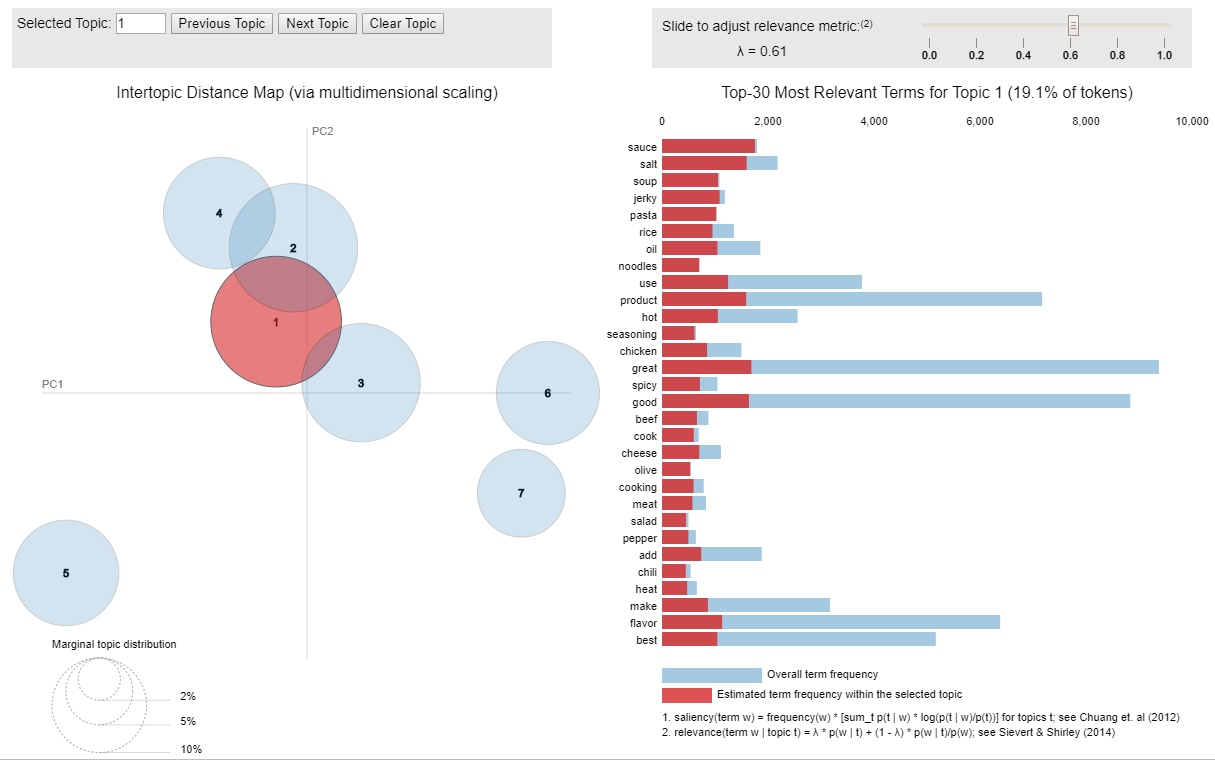 Selected Topic: 1 Previous Topic Next Topic Clear Topic
Slide to adjust relevance metric:(2)
λ = 0.61
0.0 0.2 0.4 0.6 0.8 1.0
Intertopic Distance Map (via multidimensional scaling)
PC2
PC1
4
2
1
3
6
7
5
Marginal topic distribution
2%
5%
10%
Top-30 Most Relevant Terms for Topic 1 (19.1% of tokens)
0 2,000 4,000 6,000 8,000 10,000
sauce
salt
soup
jerky
pasta
rice
oil
noodles
use
product
hot
seasoning
chicken
great
spicy
good
beef
cook
cheese
olive
cooking
meat
salad
pepper
add
chili
heat
make
flavor
best
Overall term frequency
Estimated term frequency within the selected topic
1. saliency(term w) = frequency(w) * [sum_t p(t | w) * log(p(t | w)/p(t))] for topics t; see Chuang et. al (2012)
2. relevance(term w | topic t) = λ * p(w | t) + (1 - λ) * p(w | t)/p(w); see Sievert & Shirley (2014)